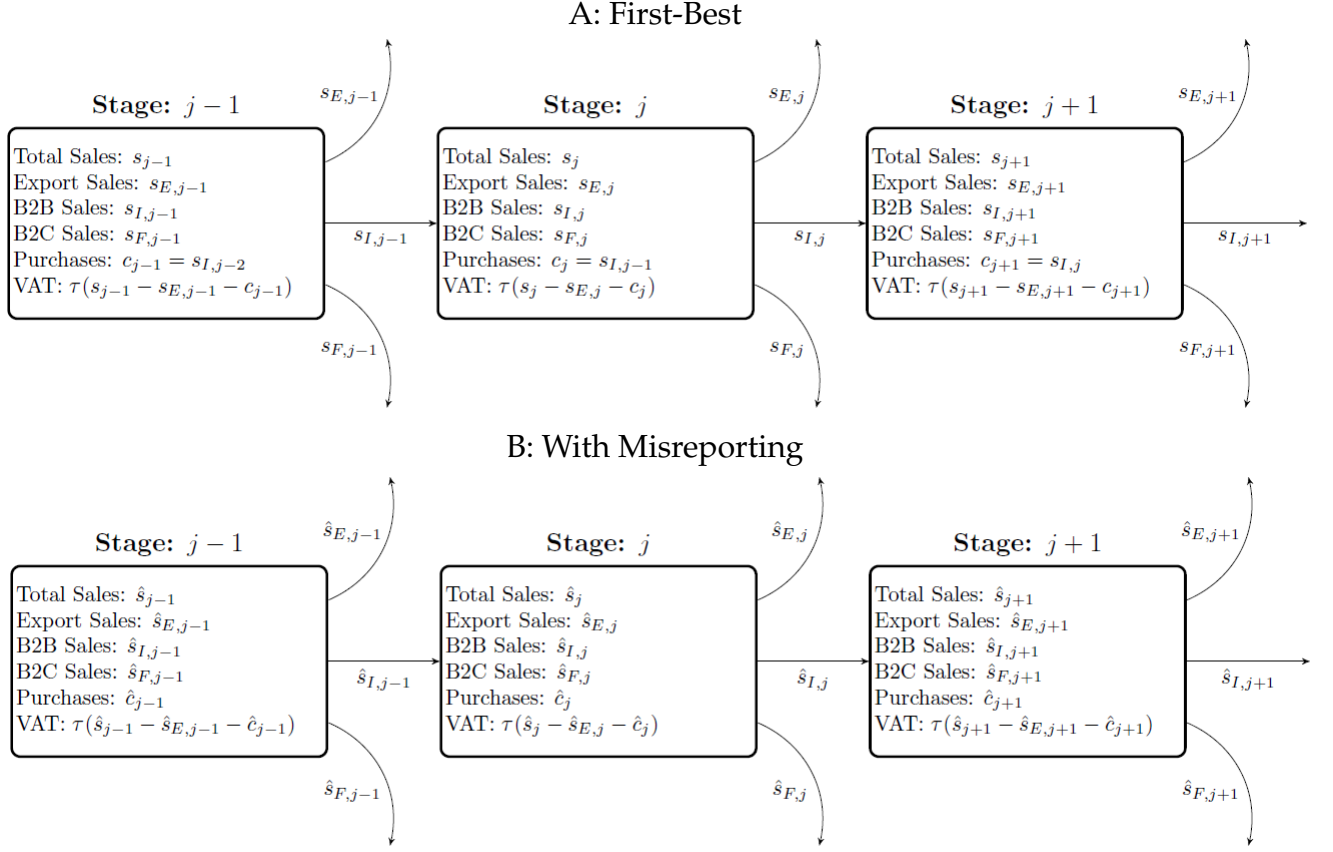 A: First-Best
s_{E,j−1}
s_{E,j}
s_{E,j+1}
Stage: j − 1
Stage: j
Stage: j + 1
Total Sales: s_{j−1}
Export Sales: s_{E,j−1}
B2B Sales: s_{I,j−1}
B2C Sales: s_{F,j−1}
Purchases: c_{j−1} = s_{I,j−2}
VAT: τ(s_{j−1} − s_{E,j−1} − c_{j−1})
s_{I,j−1}
Total Sales: s_j
Export Sales: s_{E,j}
B2B Sales: s_{I,j}
B2C Sales: s_{F,j}
Purchases: c_j = s_{I,j−1}
VAT: τ(s_j − s_{E,j} − c_j)
s_{I,j}
Total Sales: s_{j+1}
Export Sales: s_{E,j+1}
B2B Sales: s_{I,j+1}
B2C Sales: s_{F,j+1}
Purchases: c_{j+1} = s_{I,j}
VAT: τ(s_{j+1} − s_{E,j+1} − c_{j+1})
s_{I,j+1}
s_{F,j−1}
s_{F,j}
s_{F,j+1}
B: With Misreporting
ŝ_{E,j−1}
ŝ_{E,j}
ŝ_{E,j+1}
Stage: j − 1
Stage: j
Stage: j + 1
Total Sales: ŝ_{j−1}
Export Sales: ŝ_{E,j−1}
B2B Sales: ŝ_{I,j−1}
B2C Sales: ŝ_{F,j−1}
Purchases: ĉ_{j−1}
VAT: τ(ŝ_{j−1} − ŝ_{E,j−1} − ĉ_{j−1})
ŝ_{I,j−1}
Total Sales: ŝ_j
Export Sales: ŝ_{E,j}
B2B Sales: ŝ_{I,j}
B2C Sales: ŝ_{F,j}
Purchases: ĉ_j
VAT: τ(ŝ_j − ŝ_{E,j} − ĉ_j)
ŝ_{I,j}
Total Sales: ŝ_{j+1}
Export Sales: ŝ_{E,j+1}
B2B Sales: ŝ_{I,j+1}
B2C Sales: ŝ_{F,j+1}
Purchases: ĉ_{j+1}
VAT: τ(ŝ_{j+1} − ŝ_{E,j+1} − ĉ_{j+1})
ŝ_{I,j+1}
ŝ_{F,j−1}
ŝ_{F,j}
ŝ_{F,j+1}